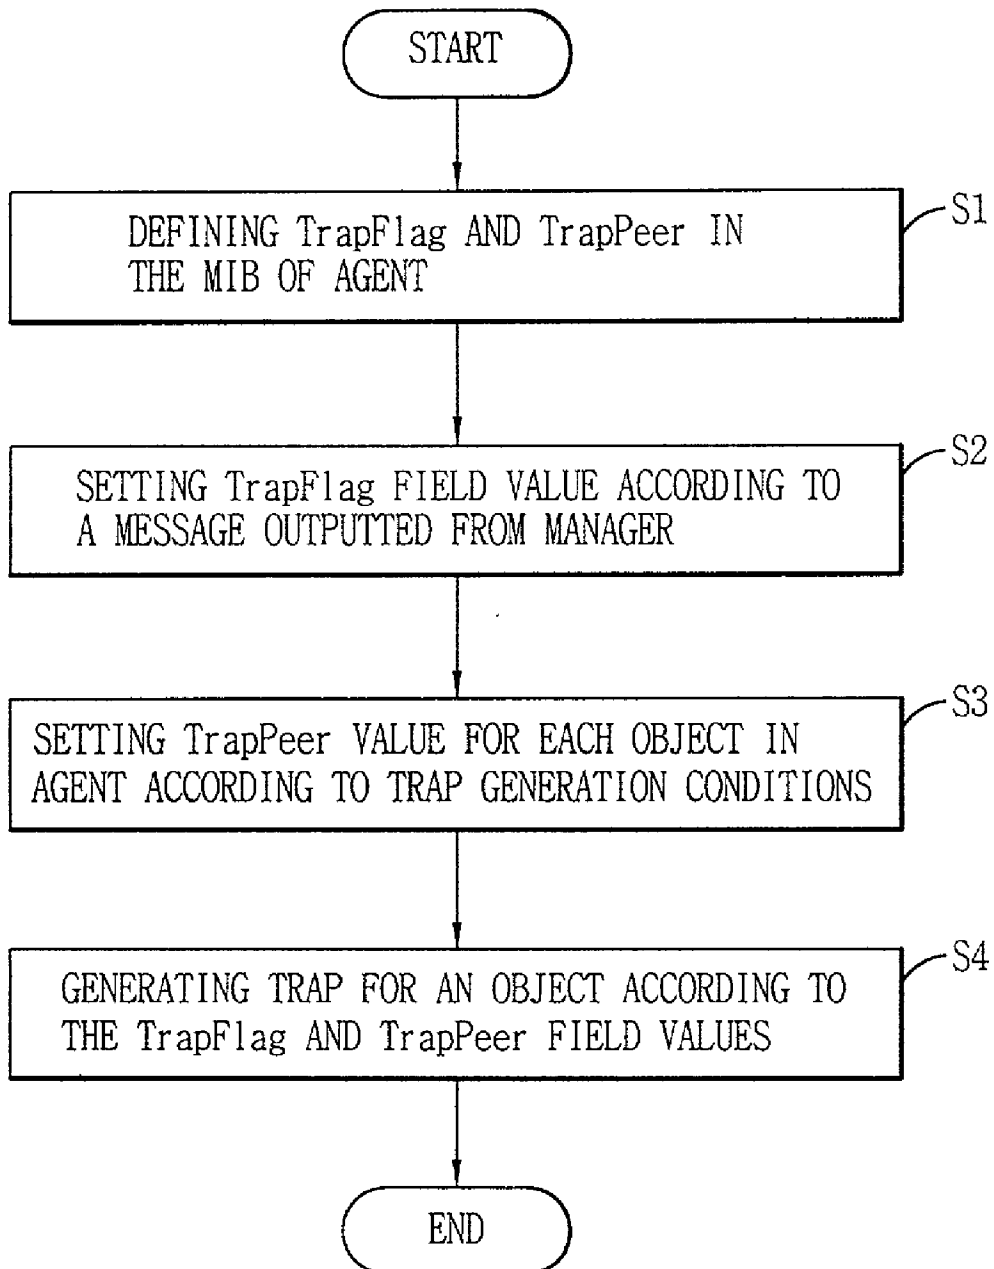 START
S1
DEFINING TrapFlag AND TrapPeer IN
THE MIB OF AGENT
S2
SETTING TrapFlag FIELD VALUE ACCORDING TO
A MESSAGE OUTPUTTED FROM MANAGER
S3
SETTING TrapPeer VALUE FOR EACH OBJECT IN
AGENT ACCORDING TO TRAP GENERATION CONDITIONS
S4
GENERATING TRAP FOR AN OBJECT ACCORDING TO
THE TrapFlag AND TrapPeer FIELD VALUES
END